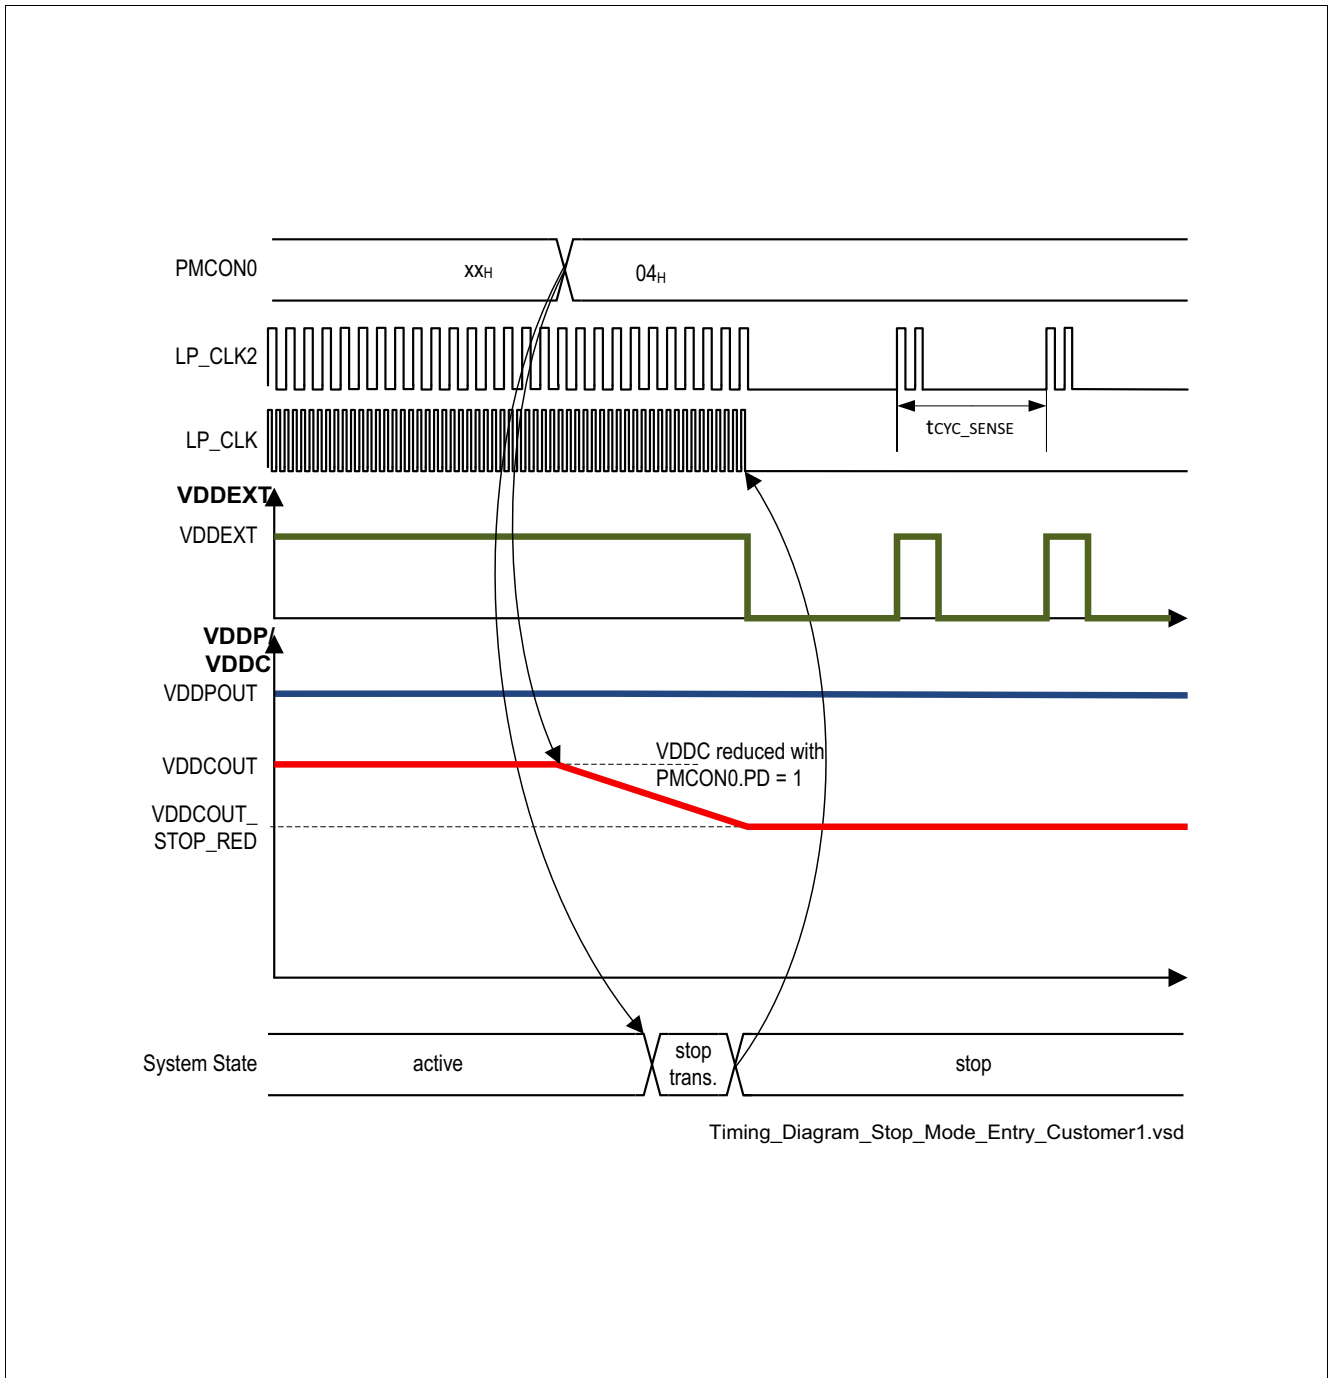 PMCON0
xxH
04H
LP_CLK2
tCYC_SENSE
LP_CLK
VDDEXT
VDDEXT
VDDP/
VDDC
VDDPOUT
VDDC reduced with
PMCON0.PD = 1
VDDCOUT
VDDCOUT_
STOP_RED
System State
active
stop
trans.
stop
Timing_Diagram_Stop_Mode_Entry_Customer1.vsd